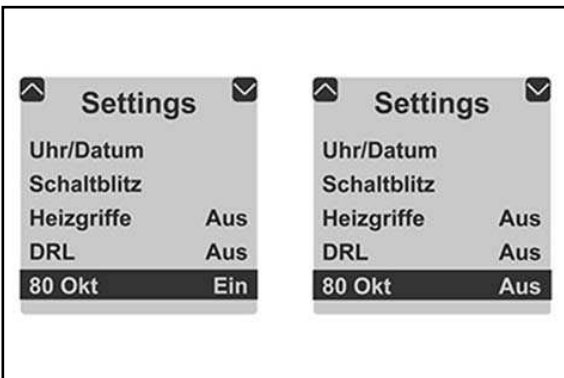 Settings
Uhr/Datum
Schaltblitz
Heizgriffe Aus
DRL Aus
80 Okt Ein
Settings
Uhr/Datum
Schaltblitz
Heizgriffe Aus
DRL Aus
80 Okt Aus